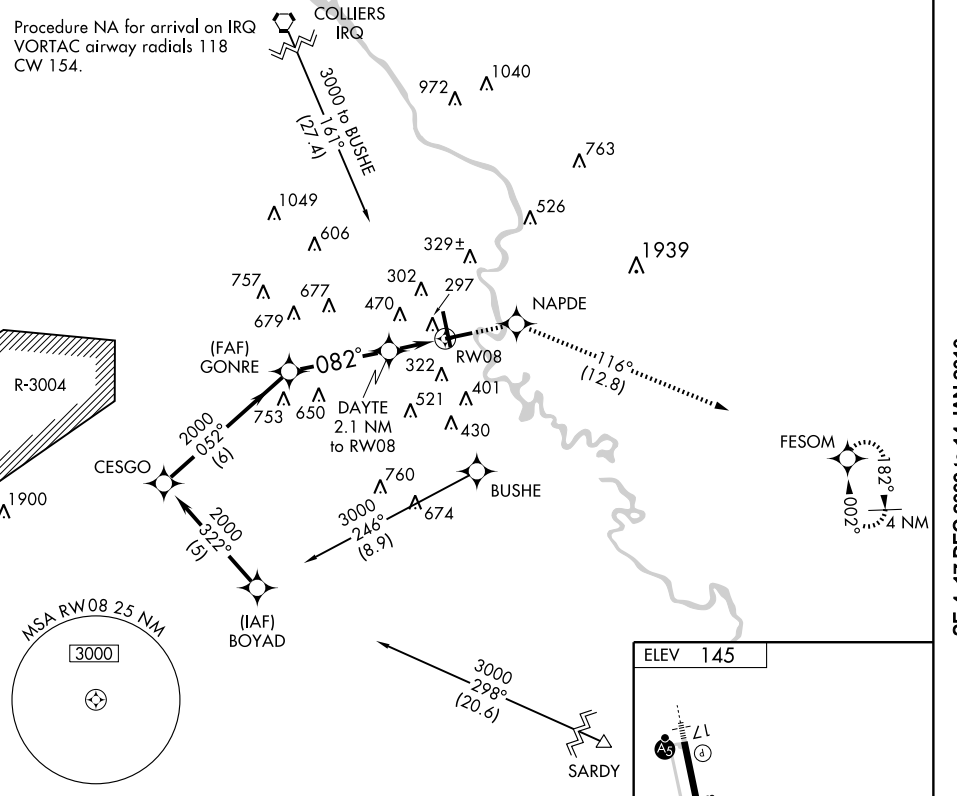 Procedure NA for arrival on IRQ
VORTAC airway radials 118
CW 154.
COLLIERS
IRQ
3000 to BUSHE
161°
(27.4)
972
1040
763
526
1049
606
329±
1939
757
679
677
302
297
470
NAPDE
(FAF)
GONRE
082°
RW08
322
116°
(12.8)
R-3004
753
650
DAYTE
2.1 NM
to RW08
521
401
430
2000
052°
(6)
CESGO
FESOM
182°
002°
4 NM
1900
760
674
BUSHE
3000
246°
(8.9)
2000
322°
(5)
(IAF)
BOYAD
MSA RW08 25 NM
3000
3000
298°
(20.6)
SARDY
ELEV 145
17
A5
P